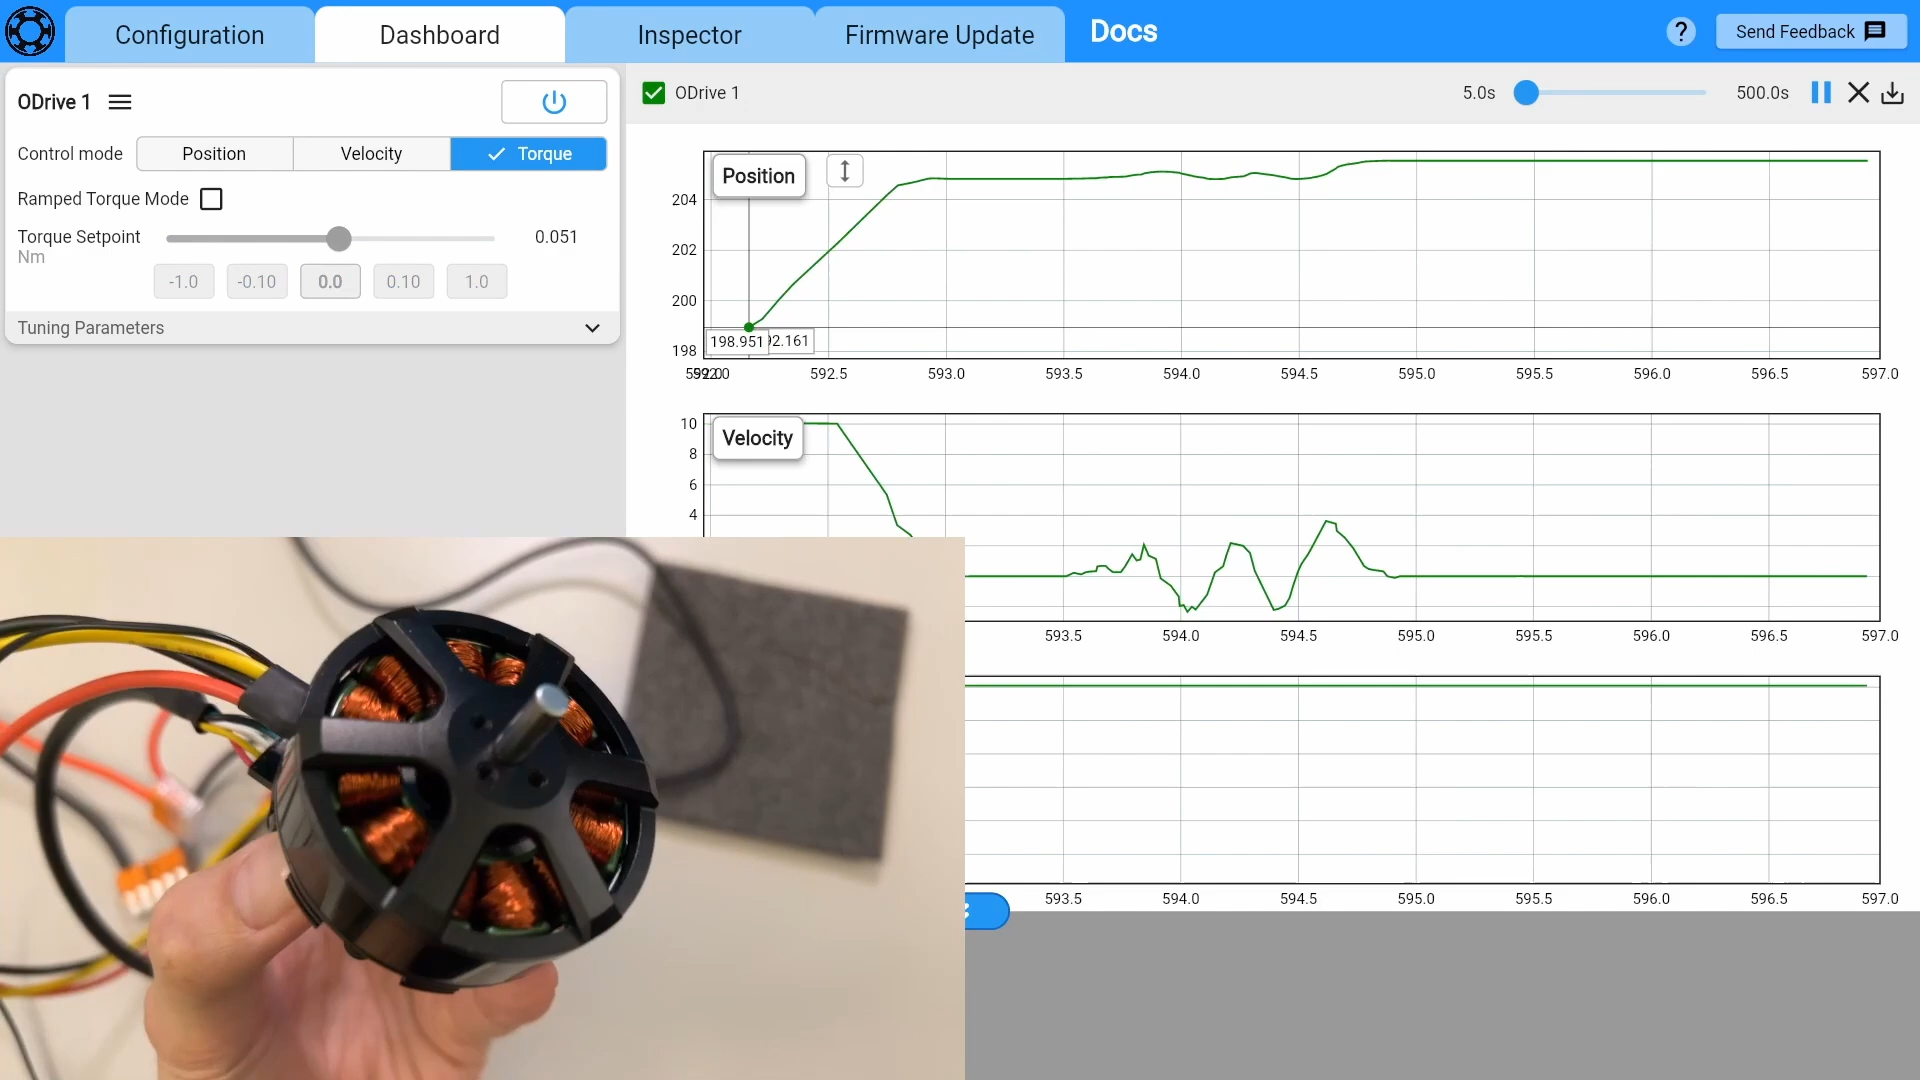 Configuration
Dashboard
Inspector
Firmware Update
Docs
?
Send Feedback
ODrive 1
Control mode
Position
Velocity
Torque
Ramped Torque Mode
Torque Setpoint
0.051
Nm
-1.0
-0.10
0.0
0.10
1.0
Tuning Parameters
ODrive 1
5.0s
500.0s
Position
204
202
200
198
198.951
92.161
592.5
593.0
593.5
594.0
594.5
595.0
595.5
596.0
596.5
597.0
Velocity
10
8
6
4
593.5
594.0
594.5
595.0
595.5
596.0
596.5
597.0
593.5
594.0
594.5
595.0
595.5
596.0
596.5
597.0